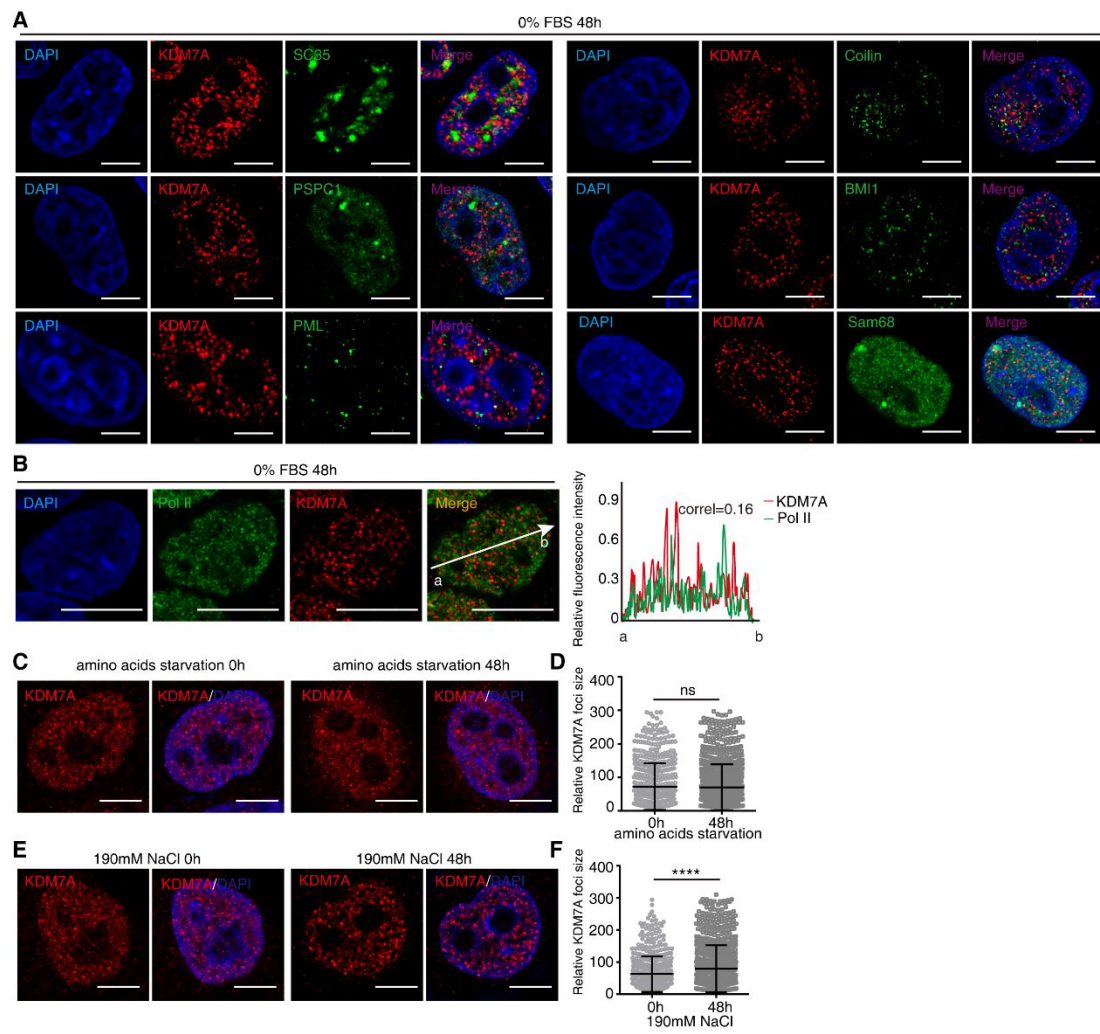 A
0% FBS 48h
DAPI KDM7A SC35 Merge DAPI KDM7A Coilin Merge
DAPI KDM7A PSPC1 Merge DAPI KDM7A BMI1 Merge
DAPI KDM7A PML Merge DAPI KDM7A Sam68 Merge
B
0% FBS 48h
DAPI Pol II KDM7A Merge
a
b
Relative fluorescence intensity
0.9
0.6
0.3
0
correl=0.16
KDM7A
Pol II
a b
C
amino acids starvation 0h amino acids starvation 48h
KDM7A KDM7A/DAPI KDM7A KDM7A/DAPI
D
Relative KDM7A foci size
400
300
200
100
0
ns
0h 48h
amino acids starvation
E
190mM NaCl 0h 190mM NaCl 48h
KDM7A KDM7A/DAPI KDM7A KDM7A/DAPI
F
Relative KDM7A foci size
400
300
200
100
0
****
0h 48h
190mM NaCl